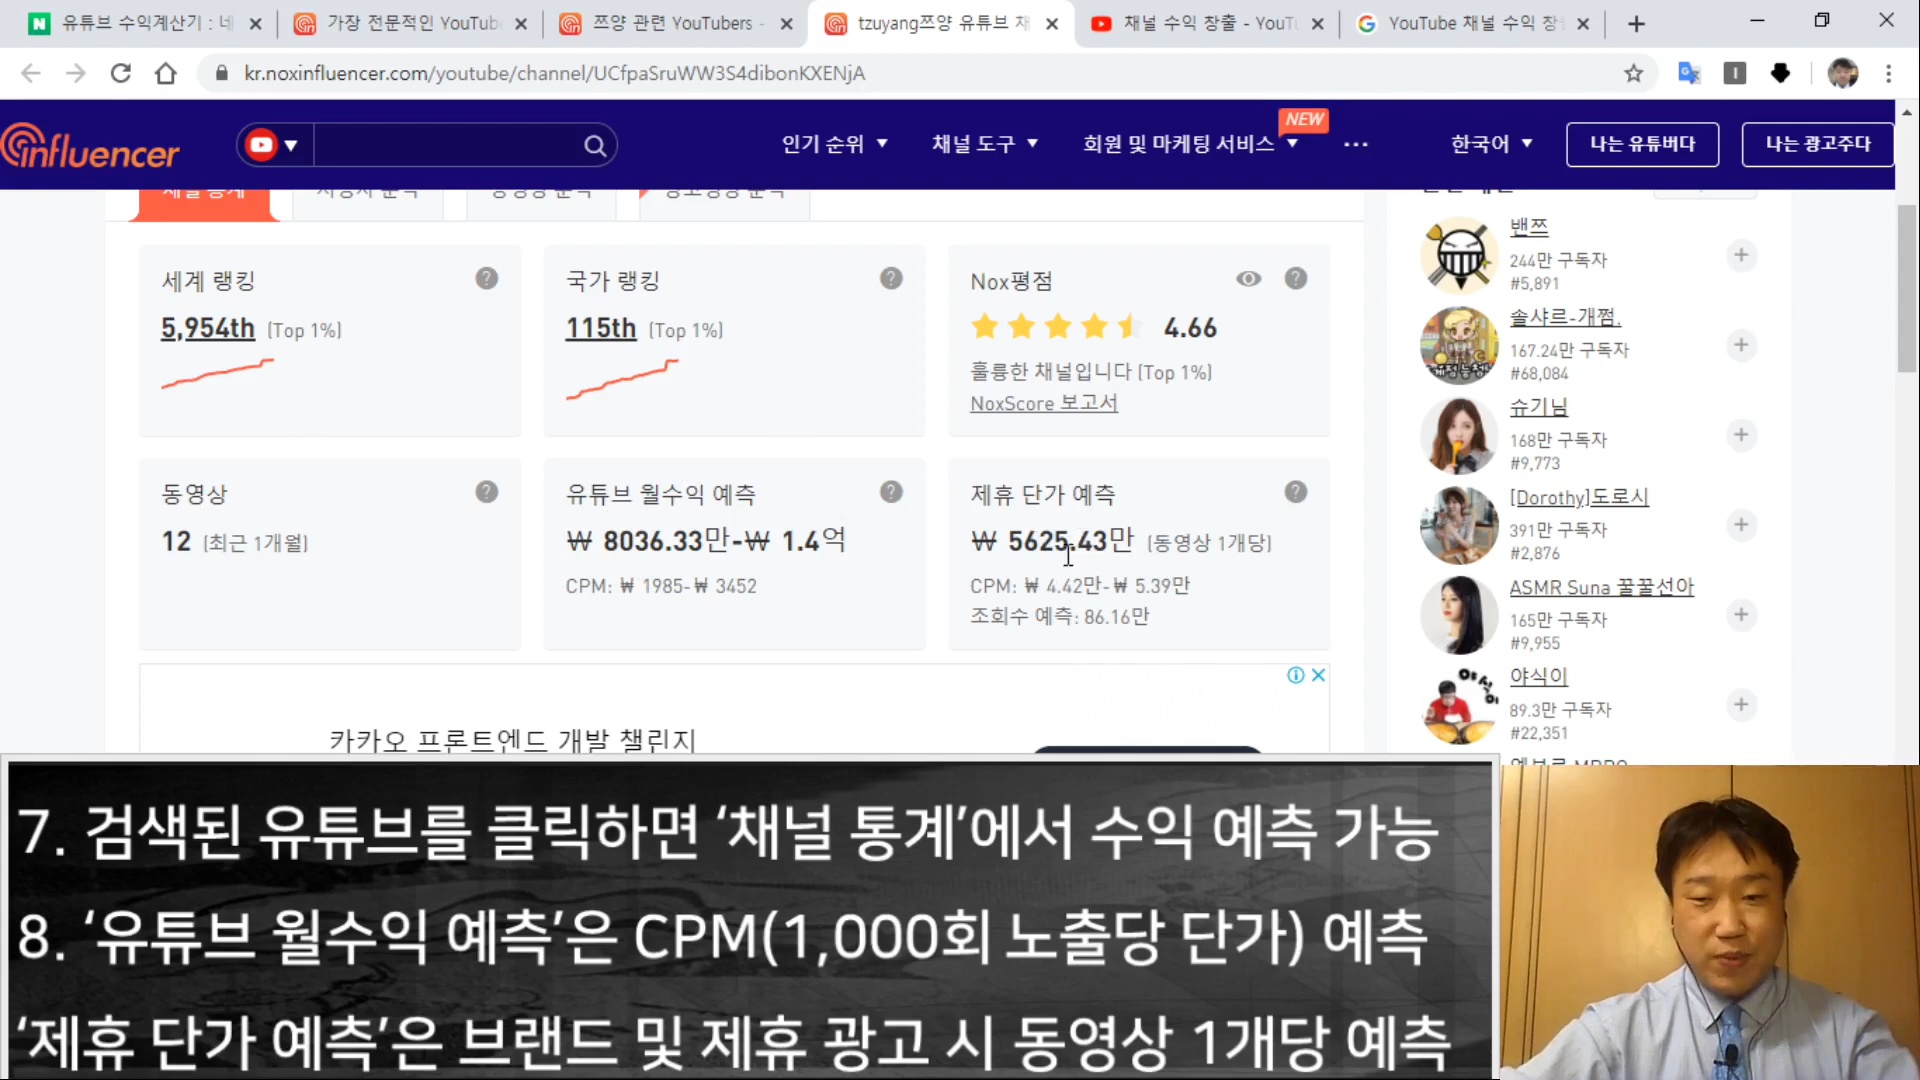 유튜브 수익계산기 : 네
가장 전문적인 YouTube
쯔양 관련 YouTubers -
tzuyang쯔양 유튜브 채
채널 수익 창출 - YouTu
YouTube 채널 수익 창
kr.noxinfluencer.com/youtube/channel/UCfpaSruWW3S4dibonKXENjA
influencer
인기 순위
채널 도구
회원 및 마케팅 서비스
NEW
...
한국어
나는 유튜버다
나는 광고주다
채널 통계
세계 랭킹
5,954th (Top 1%)
국가 랭킹
115th (Top 1%)
Nox평점
4.66
훌륭한 채널입니다 (Top 1%)
NoxScore 보고서
동영상
12 (최근 1개월)
유튜브 월수익 예측
₩ 8036.33만-₩ 1.4억
CPM: ₩ 1985-₩ 3452
제휴 단가 예측
₩ 5625.43만 (동영상 1개당)
CPM: ₩ 4.42만-₩ 5.39만
조회수 예측: 86.16만
카카오 프론트엔드 개발 챌린지
밴쯔
244만 구독자
#5,891
솔샤르-개쩜.
167.24만 구독자
#68,084
슈기님
168만 구독자
#9,773
[Dorothy]도로시
391만 구독자
#2,876
ASMR Suna 꿀꿀선아
165만 구독자
#9,955
야식이
89.3만 구독자
#22,351
7. 검색된 유튜브를 클릭하면 ‘채널 통계’에서 수익 예측 가능
8. ‘유튜브 월수익 예측’은 CPM(1,000회 노출당 단가) 예측
‘제휴 단가 예측’은 브랜드 및 제휴 광고 시 동영상 1개당 예측